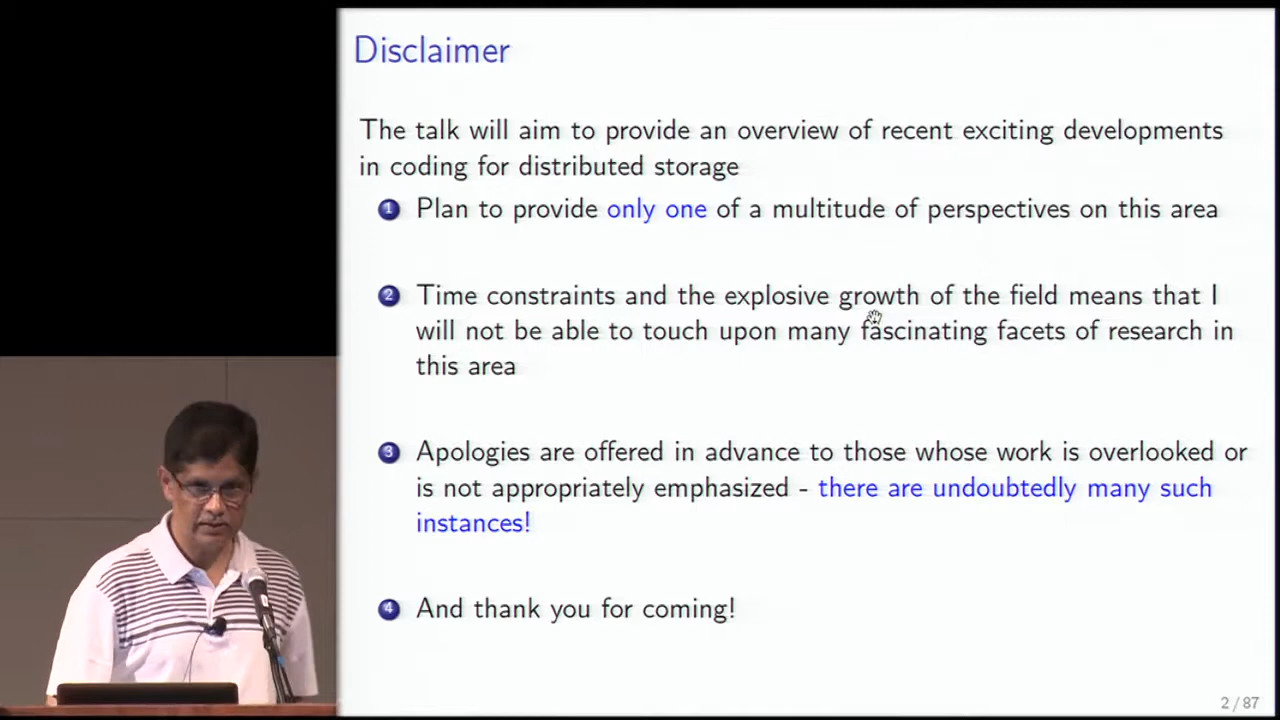 Disclaimer
The talk will aim to provide an overview of recent exciting developments
in coding for distributed storage
1 Plan to provide only one of a multitude of perspectives on this area
2 Time constraints and the explosive growth of the field means that I
will not be able to touch upon many fascinating facets of research in
this area
3 Apologies are offered in advance to those whose work is overlooked or
is not appropriately emphasized - there are undoubtedly many such
instances!
4 And thank you for coming!
2 / 87